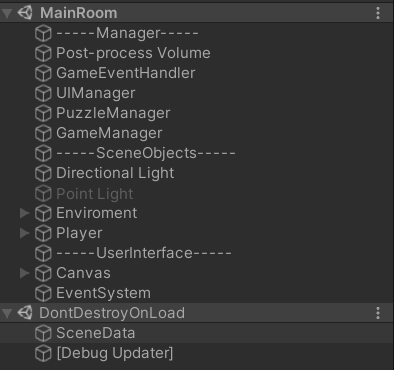 MainRoom
-----Manager-----
Post-process Volume
GameEventHandler
UIManager
PuzzleManager
GameManager
-----SceneObjects-----
Directional Light
Point Light
Enviroment
Player
-----UserInterface-----
Canvas
EventSystem
DontDestroyOnLoad
SceneData
[Debug Updater]